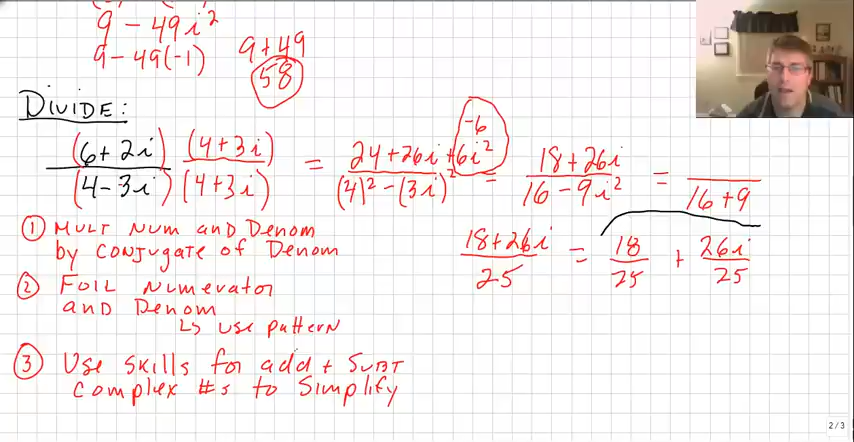 9 - 49i²
9 - 49(-1) 9 + 49
58
DIVIDE:
(6 + 2i) (4 + 3i) = 24 + 26i + 6i² -6 = 18 + 26i =
(4 - 3i) (4 + 3i) (4)² - (3i)² 16 - 9i² 16 + 9
① MULT NUM AND DENOM
by CONJUGATE OF DENOM
18 + 26i = 18 + 26i
25 25 25
② FOIL NUMERATOR
AND DENOM
↳ USE PATTERN
③ USE SKILLS for add + SUBT
COMPLEX #s to SIMPLIFY
2/3